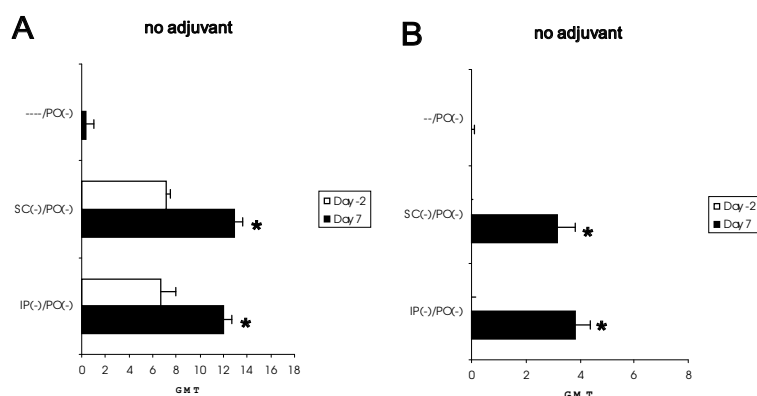 A
no adjuvant
----/PO(-)
SC(-)/PO(-)
*
IP(-)/PO(-)
*
0 2 4 6 8 10 12 14 16 18
GMT
Day -2
Day 7
B
no adjuvant
--/PO(-)
SC(-)/PO(-)
*
IP(-)/PO(-)
*
0 2 4 6 8
GMT
Day -2
Day 7